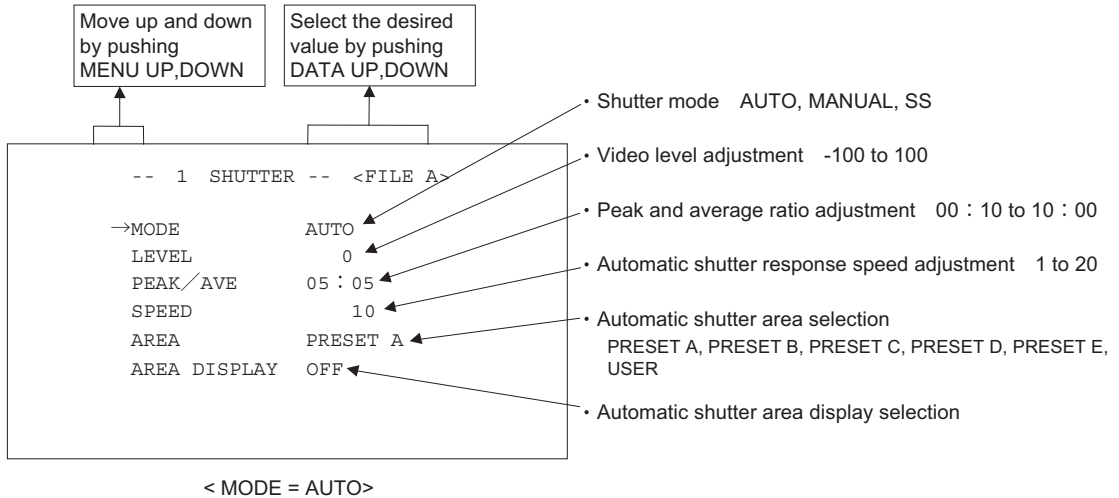 Move up and down
by pushing
MENU UP,DOWN
Select the desired
value by pushing
DATA UP,DOWN
-- 1 SHUTTER -- <FILE A>
→MODE AUTO
LEVEL 0
PEAK/AVE 05:05
SPEED 10
AREA PRESET A
AREA DISPLAY OFF
・Shutter mode AUTO, MANUAL, SS
・Video level adjustment -100 to 100
・Peak and average ratio adjustment 00:10 to 10:00
・Automatic shutter response speed adjustment 1 to 20
・Automatic shutter area selection
PRESET A, PRESET B, PRESET C, PRESET D, PRESET E,
USER
・Automatic shutter area display selection
< MODE = AUTO>